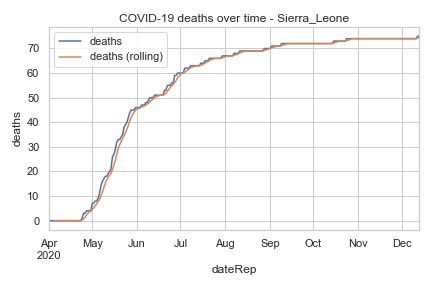 COVID-19 deaths over time - Sierra_Leone
deaths
deaths (rolling)
70
60
50
40
30
20
10
0
deaths
Apr May Jun Jul Aug Sep Oct Nov Dec
2020
dateRep